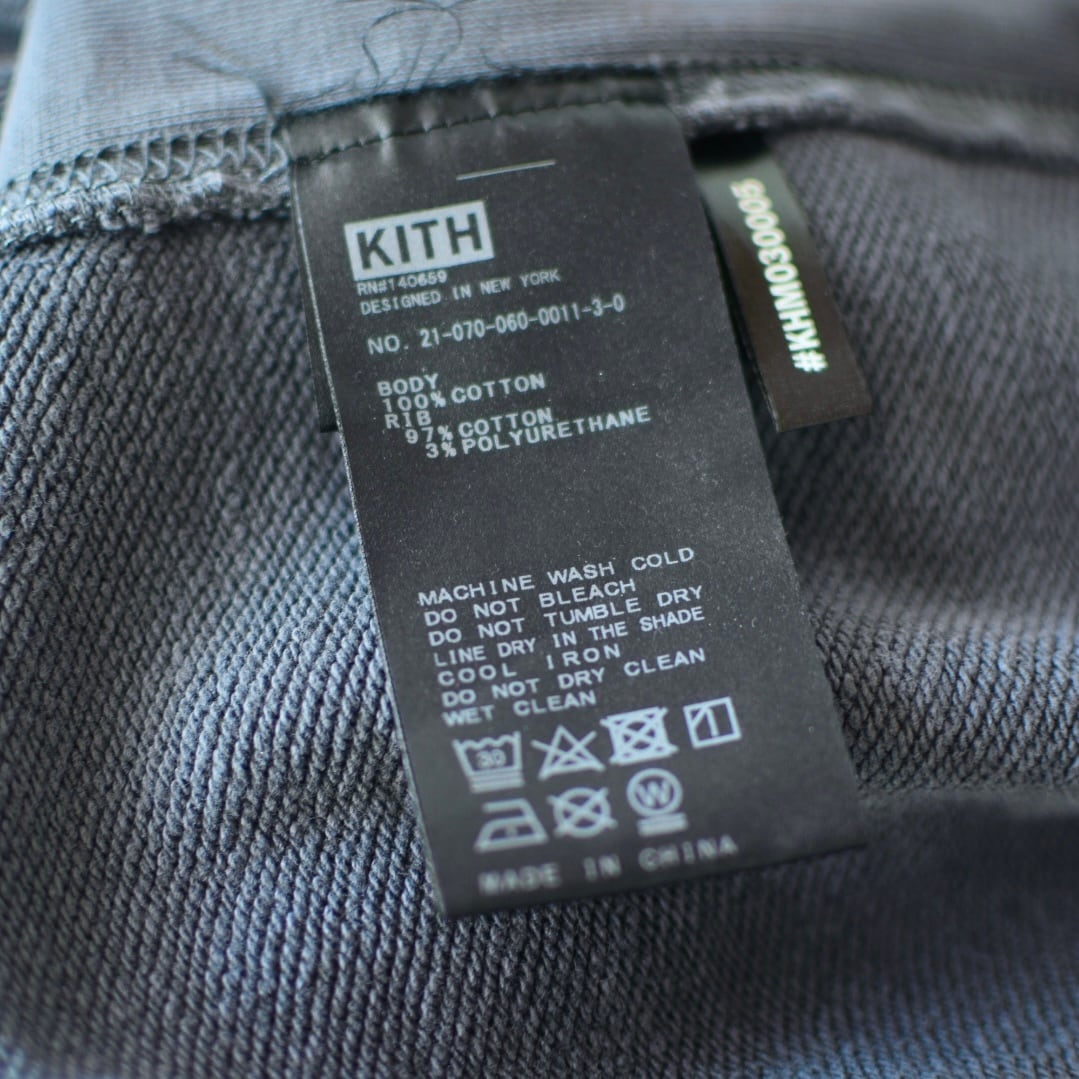 KITH
RN#140659
DESIGNED IN NEW YORK
NO. 21-070-060-0011-3-0
BODY
100% COTTON
RIB
97% COTTON
3% POLYURETHANE
MACHINE WASH COLD
DO NOT BLEACH
DO NOT TUMBLE DRY
LINE DRY IN THE SHADE
COOL IRON
DO NOT DRY CLEAN
WET CLEAN
30
W
MADE IN CHINA
#KHM0300005